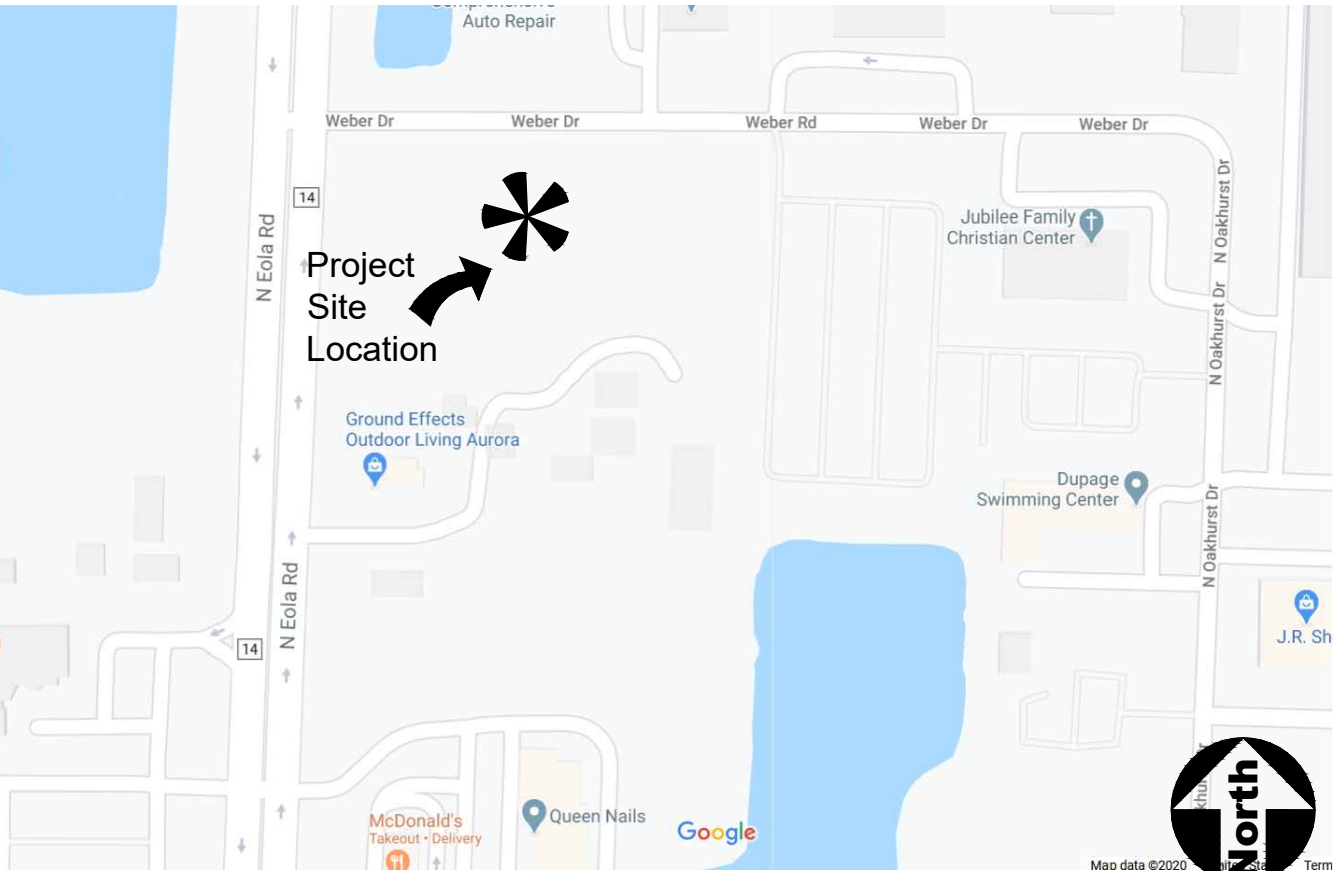 Comprehensive
Auto Repair
Weber Dr
Weber Dr
Weber Rd
Weber Dr
Weber Dr
N Oakhurst Dr
14
N Eola Rd
Jubilee Family
Christian Center
Project
Site
Location
N Oakhurst Dr
Ground Effects
Outdoor Living Aurora
Dupage
Swimming Center
N Oakhurst Dr
N Eola Rd
14
J.R. Sh
McDonald's
Takeout • Delivery
Queen Nails
Google
North
Map data ©2020
Term